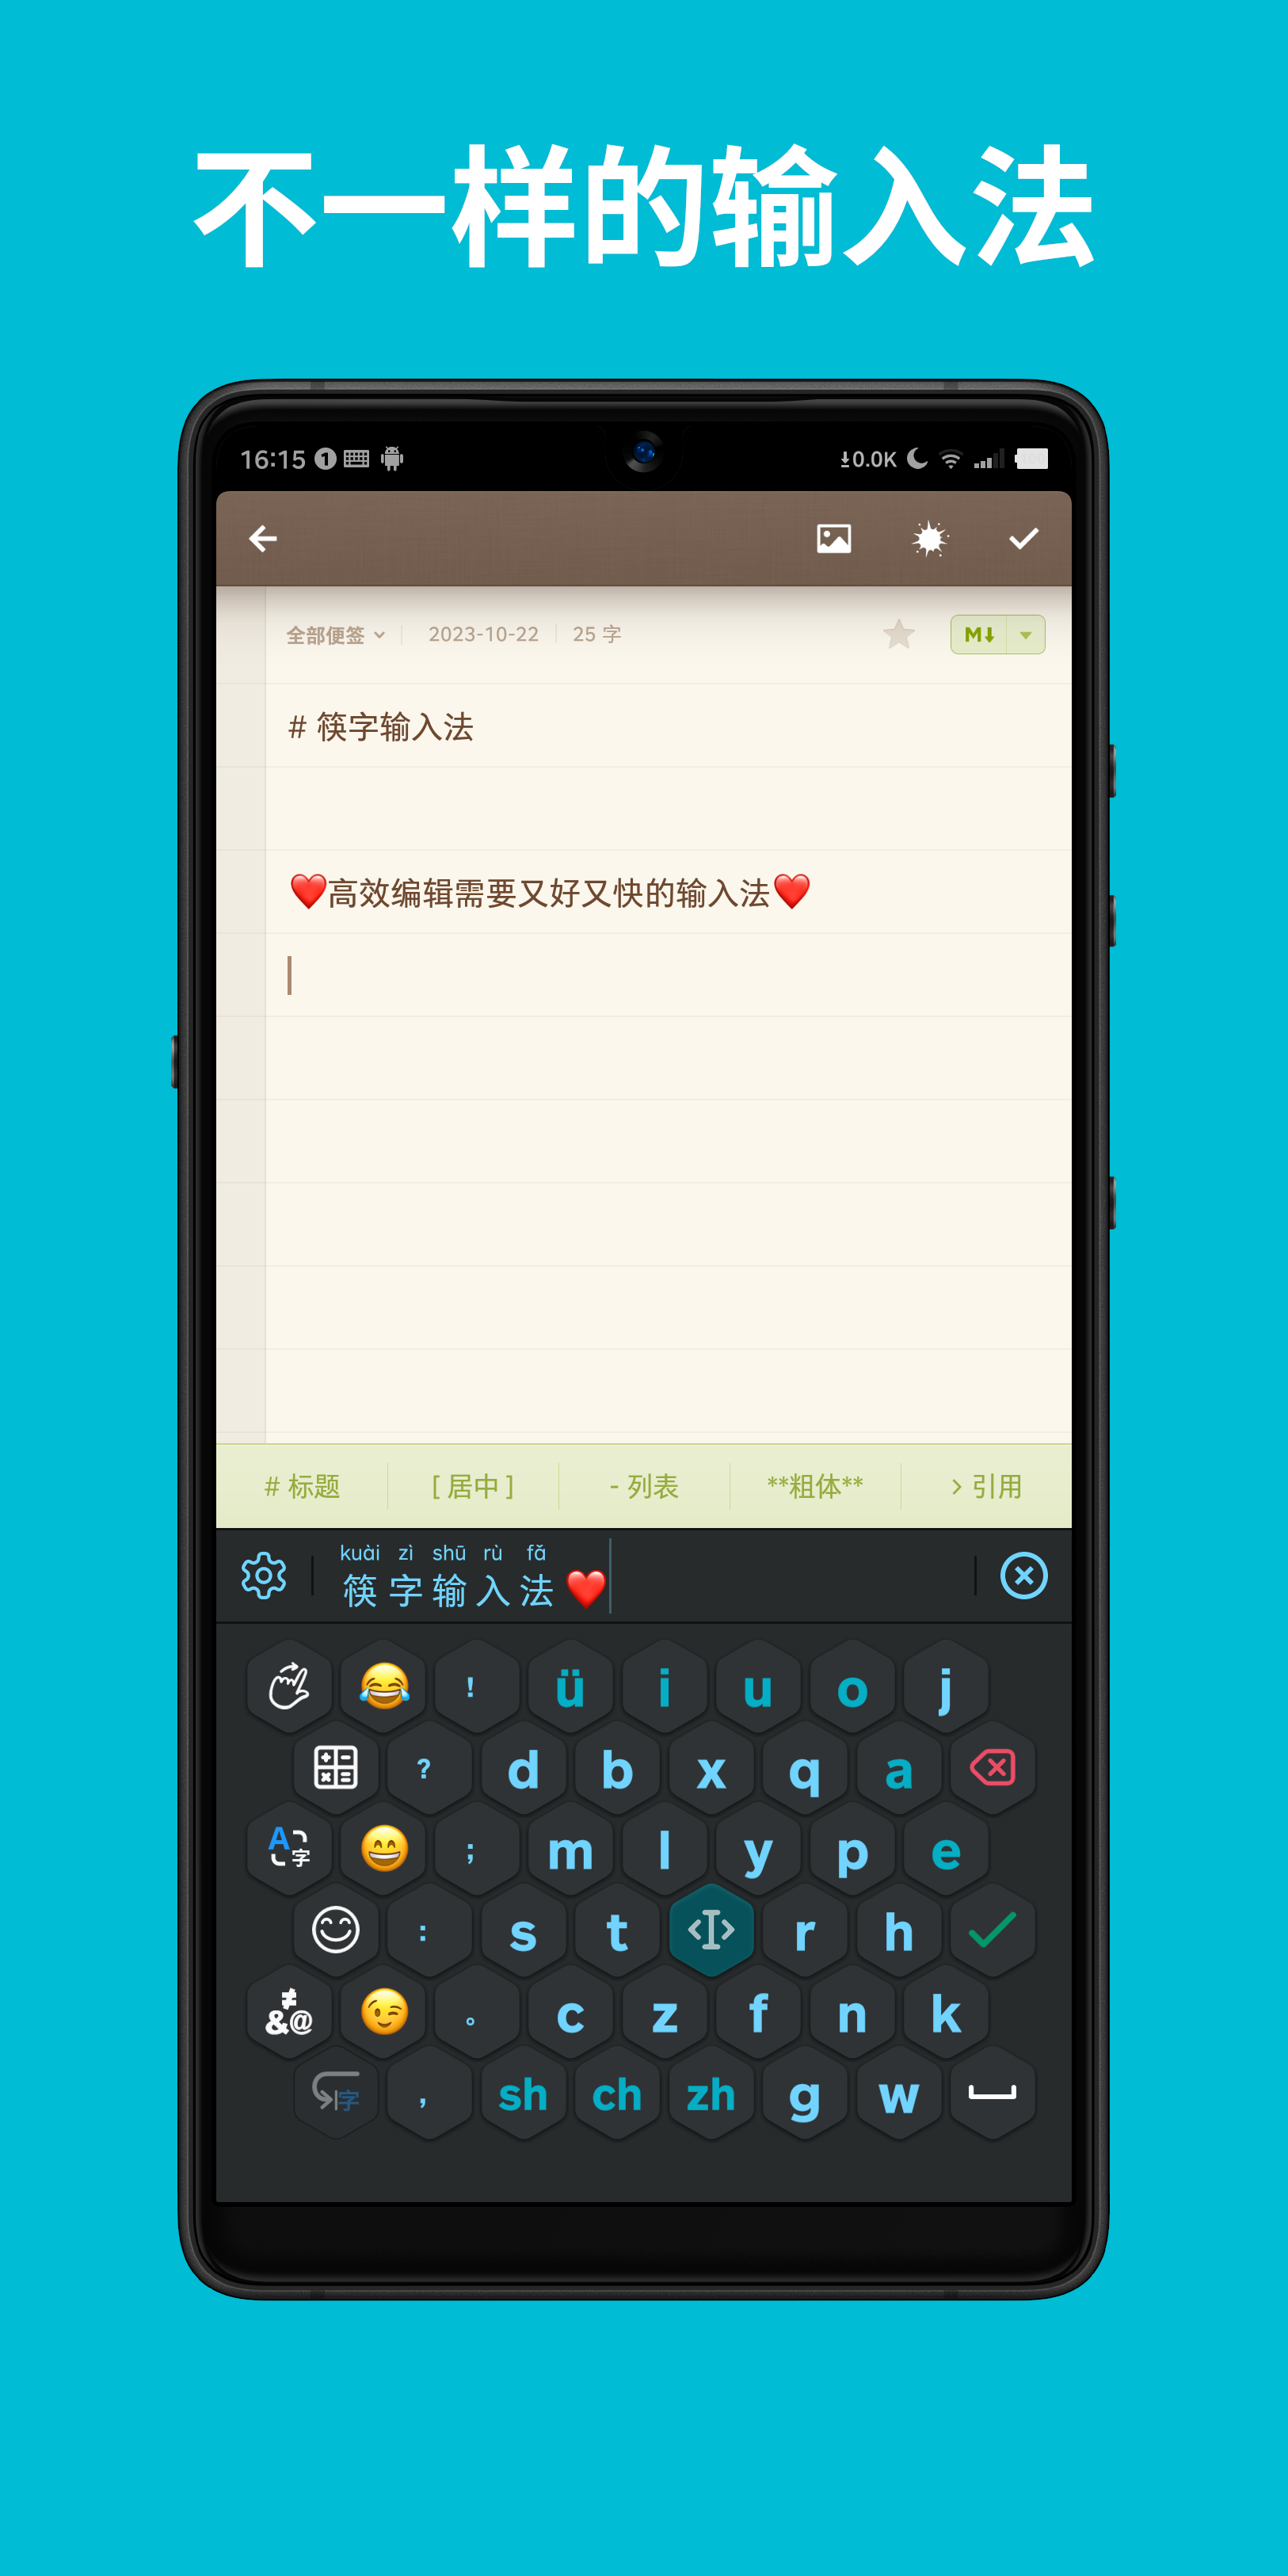 不一样的输入法
16:15 1 0.0K
全部便签 2023-10-22 25 字 M↓
# 筷字输入法
❤️高效编辑需要又好又快的输入法❤️
# 标题 [ 居中 ] - 列表 **粗体** > 引用
kuài zì shū rù fǎ
筷字输入法❤️
! ü i u o j
? d b x q a
A 字 ; m l y p e
: s t r h
≠ &@ 。 c z f n k
字 , sh ch zh g w